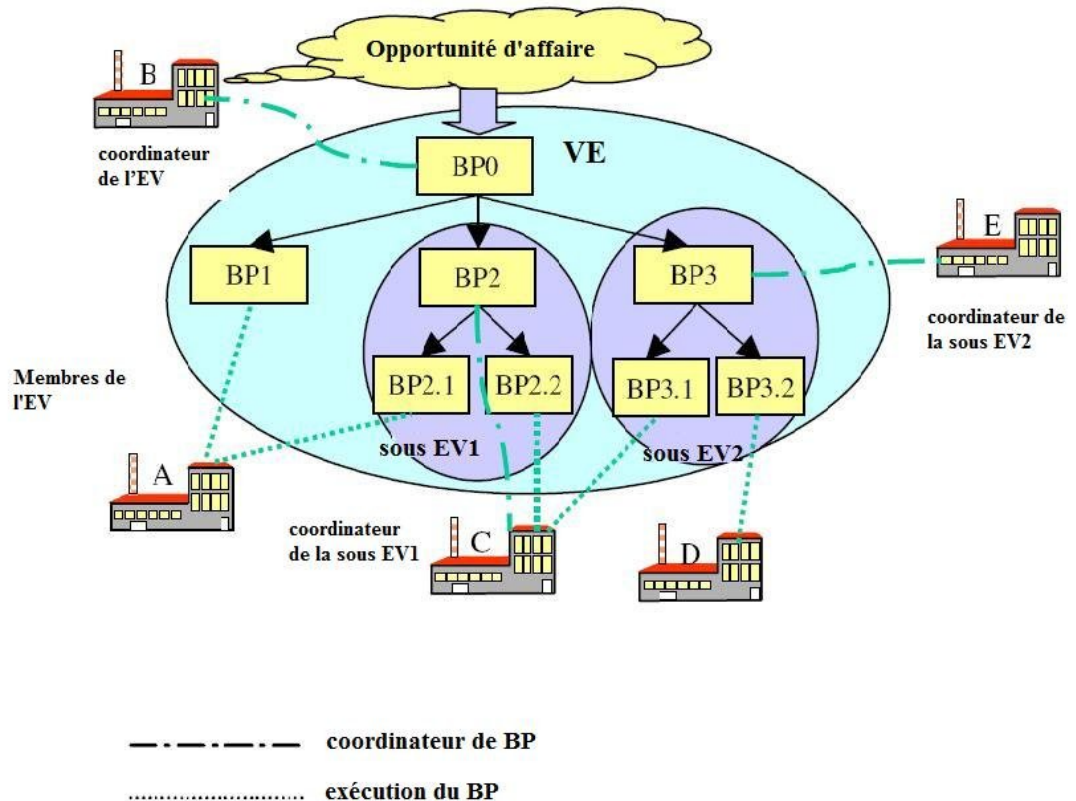 Opportunité d'affaire
B
coordinateur
de l'EV
VE
BP0
E
BP1
BP2
BP3
coordinateur de
la sous EV2
Membres de
l'EV
BP2.1
BP2.2
BP3.1
BP3.2
sous EV1
sous EV2
A
coordinateur
de la sous EV1
C
D
coordinateur de BP
exécution du BP